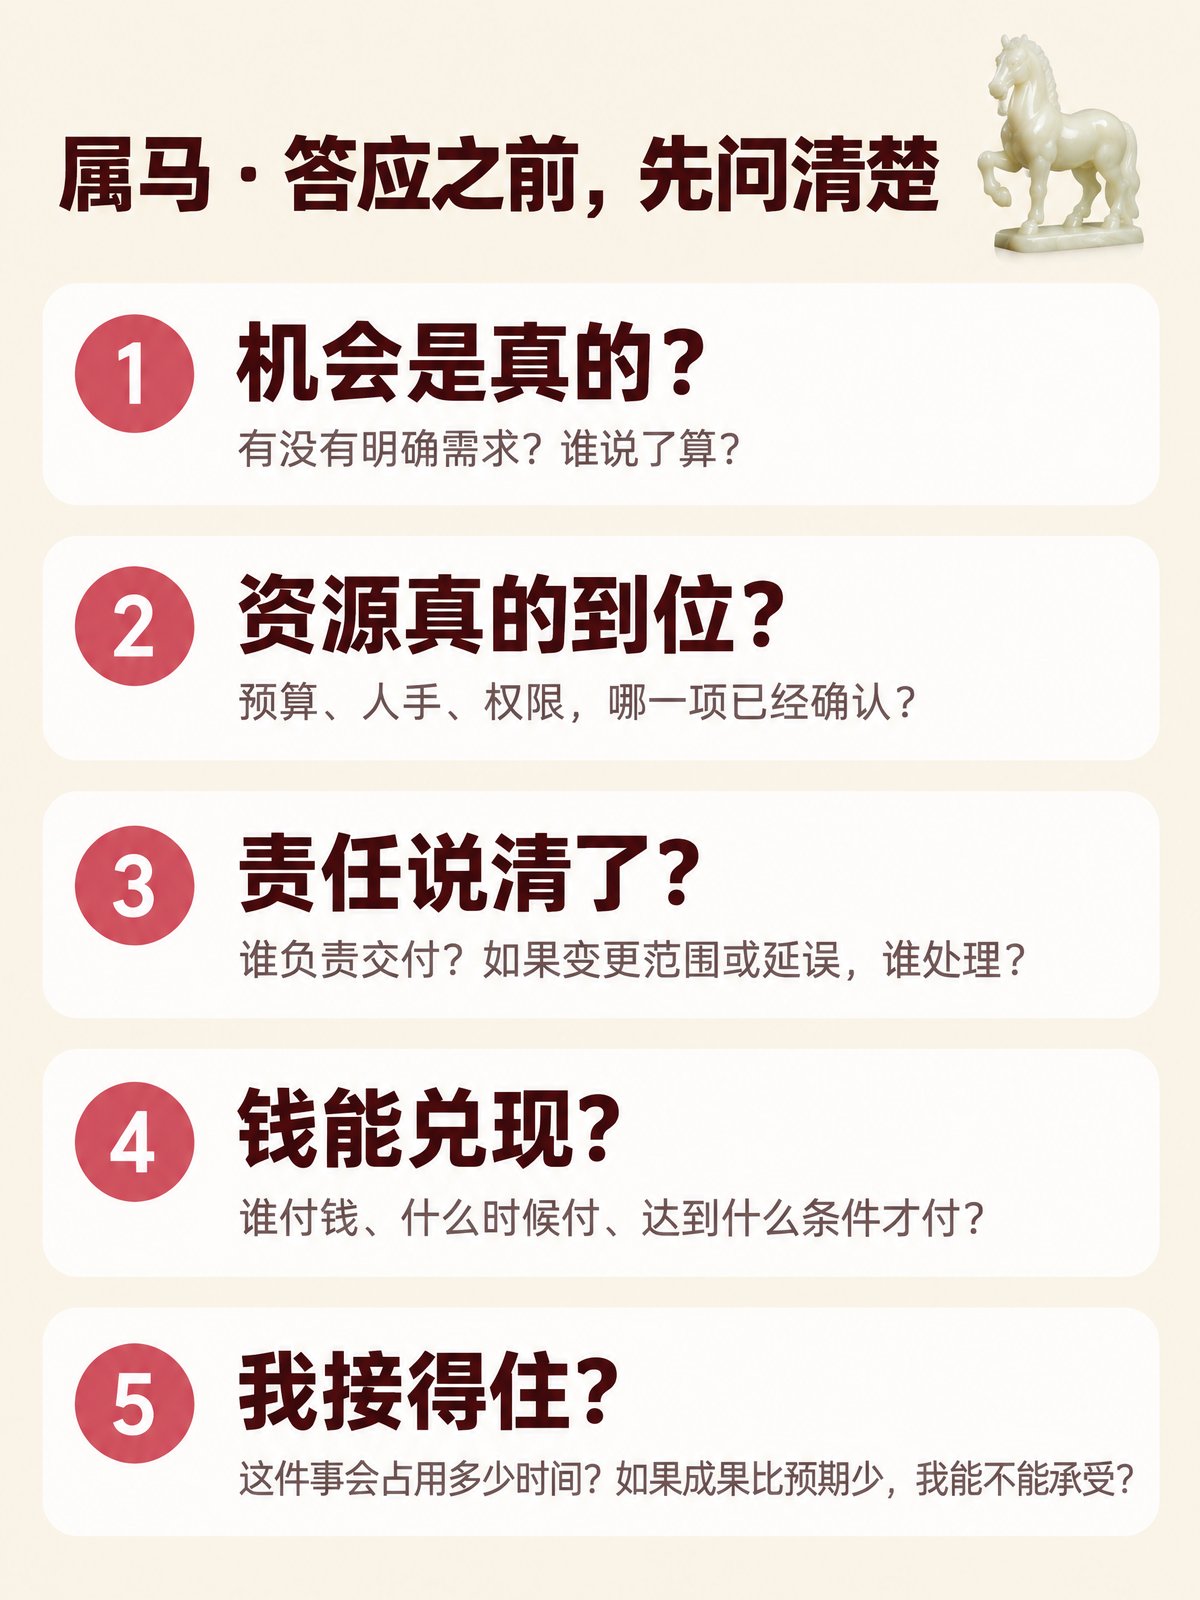 属马·答应之前，先问清楚
1
机会是真的？
有没有明确需求？谁说了算？
2
资源真的到位？
预算、人手、权限，哪一项已经确认？
3
责任说清了？
谁负责交付？如果变更范围或延误，谁处理？
4
钱能兑现？
谁付钱、什么时候付、达到什么条件才付？
5
我接得住？
这件事会占用多少时间？如果成果比预期少，我能不能承受？